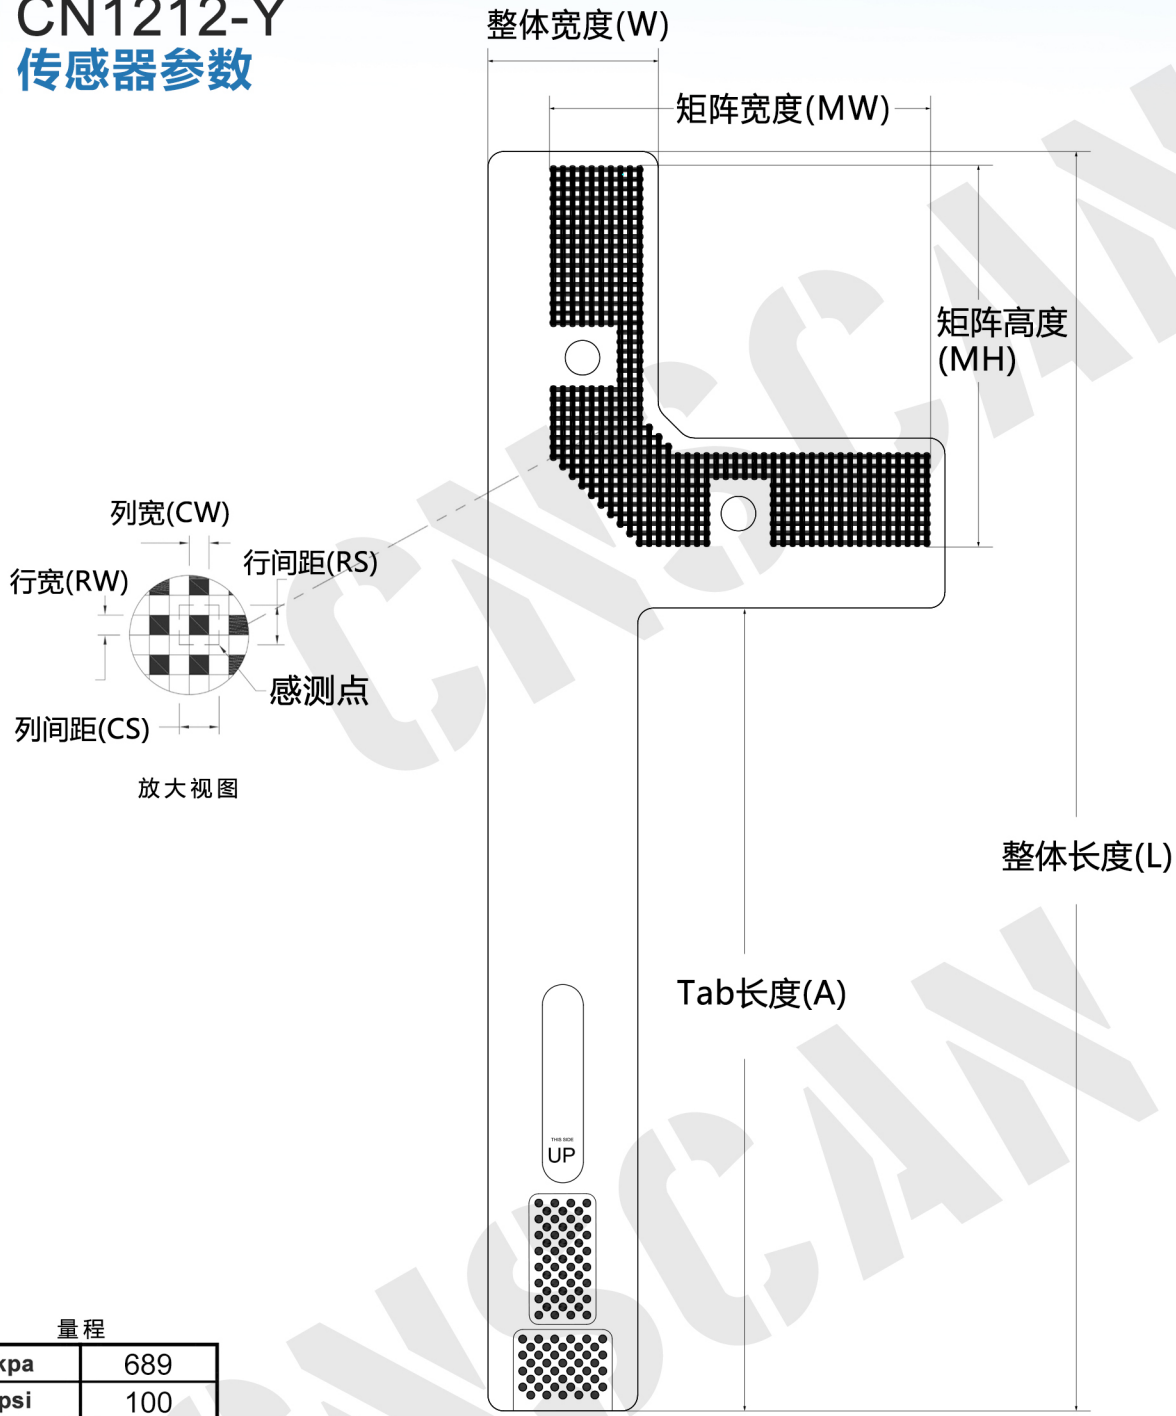 CN1212-Y
传感器参数
整体宽度(W)
矩阵宽度(MW)
矩阵高度
(MH)
列宽(CW)
行间距(RS)
行宽(RW)
感测点
列间距(CS)
放大视图
整体长度(L)
Tab长度(A)
THIS SIDE
UP
量程
kpa 689
psi 100
CNSCAN
CNSCAN